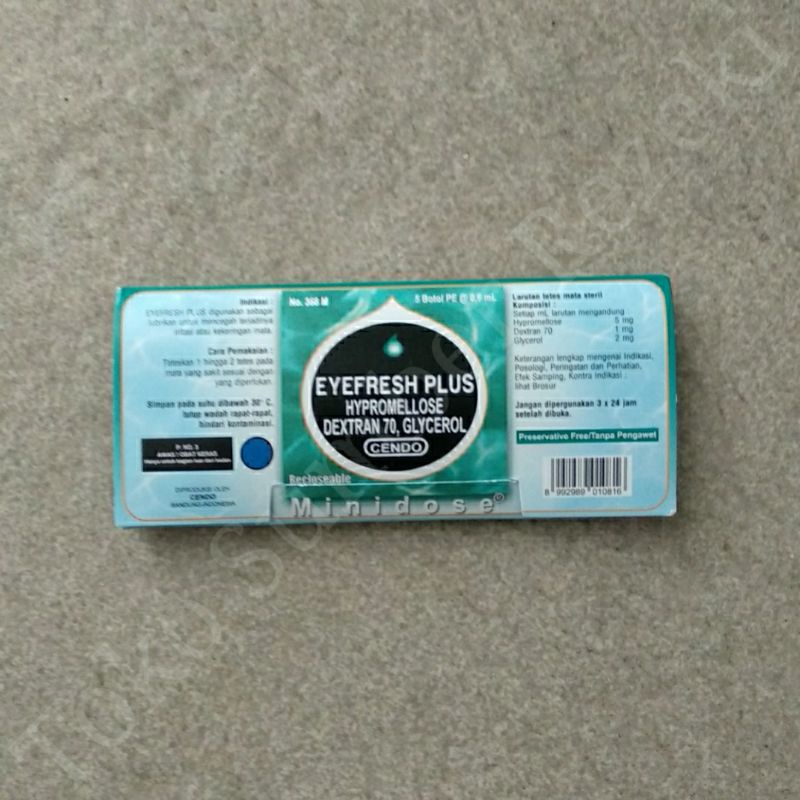 Indikasi :
EYEFRESH PLUS digunakan sebagai
lubrikan untuk mencegah terjadinya
iritasi atau kekeringan mata.
Cara Pemakaian :
Teteskan 1 hingga 2 tetes pada
mata yang sakit sesuai dengan
yang diperlukan.
Simpan pada suhu dibawah 30° C,
tutup wadah rapat-rapat,
hindari kontaminasi.
P. NO. 3
AWAS ! OBAT KERAS
DIPRODUKSI OLEH
CENDO
BANDUNG-INDONESIA
No. 368 M
5 Botol PE @ 0,6 mL
EYEFRESH PLUS
HYPROMELLOSE
DEXTRAN 70, GLYCEROL
CENDO
Recloseable
Minidose®
Larutan tetes mata steril
Komposisi :
Setiap mL larutan mengandung
Hypromellose 5 mg
Dextran 70 1 mg
Glycerol 2 mg
Keterangan lengkap mengenai Indikasi,
Posologi, Peringatan dan Perhatian,
Efek Samping, Kontra Indikasi :
lihat Brosur
Jangan dipergunakan 3 x 24 jam
setelah dibuka.
Preservative Free/Tanpa Pengawet
8 992989 010816
Toko Sumber Rezeki